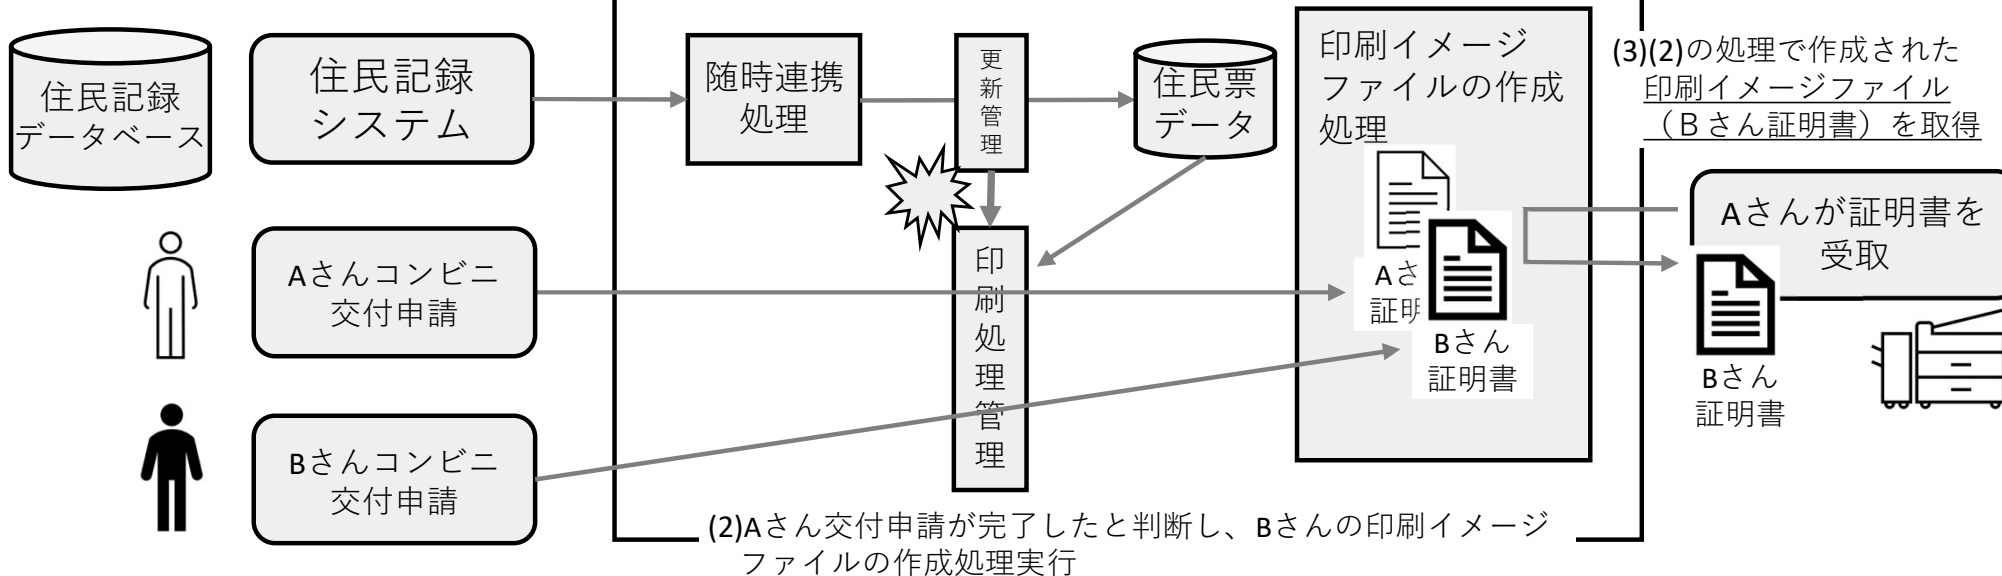 住民記録
データベース
住民記録
システム
随時連携
処理
更
新
管
理
住民票
データ
印刷イメージ
ファイルの作成
処理
(3)(2)の処理で作成された
印刷イメージファイル
（Ｂさん証明書）を取得
Aさんコンビニ
交付申請
印
刷
処
理
管
理
Aさ
証明
Bさん
証明書
Aさんが証明書を
受取
Bさん
証明書
Bさんコンビニ
交付申請
(2)Aさん交付申請が完了したと判断し、Bさんの印刷イメージ
ファイルの作成処理実行